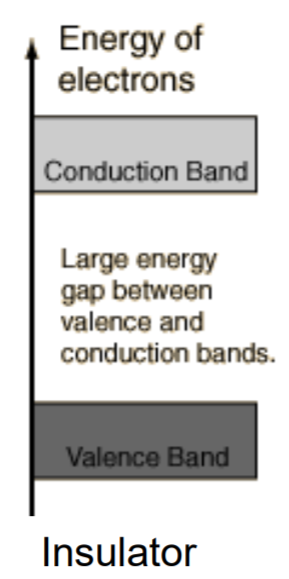 Energy of
electrons
Conduction Band
Large energy
gap between
valence and
conduction bands.
Valence Band
Insulator